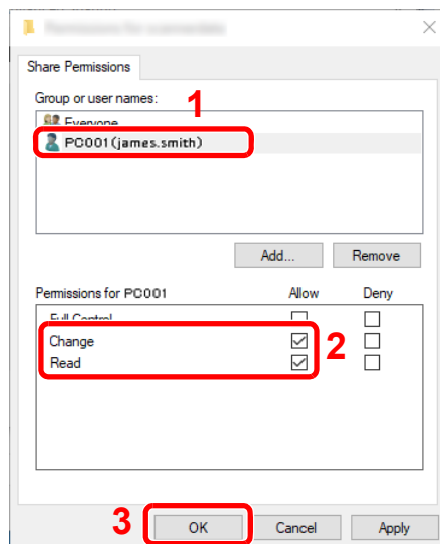 Share Permissions
Group or user names:
1
Everyone
PC001(james.smith)
Add...
Remove
Permissions for PC001
Allow
Deny
Full Control
Change
2
Read
3
OK
Cancel
Apply